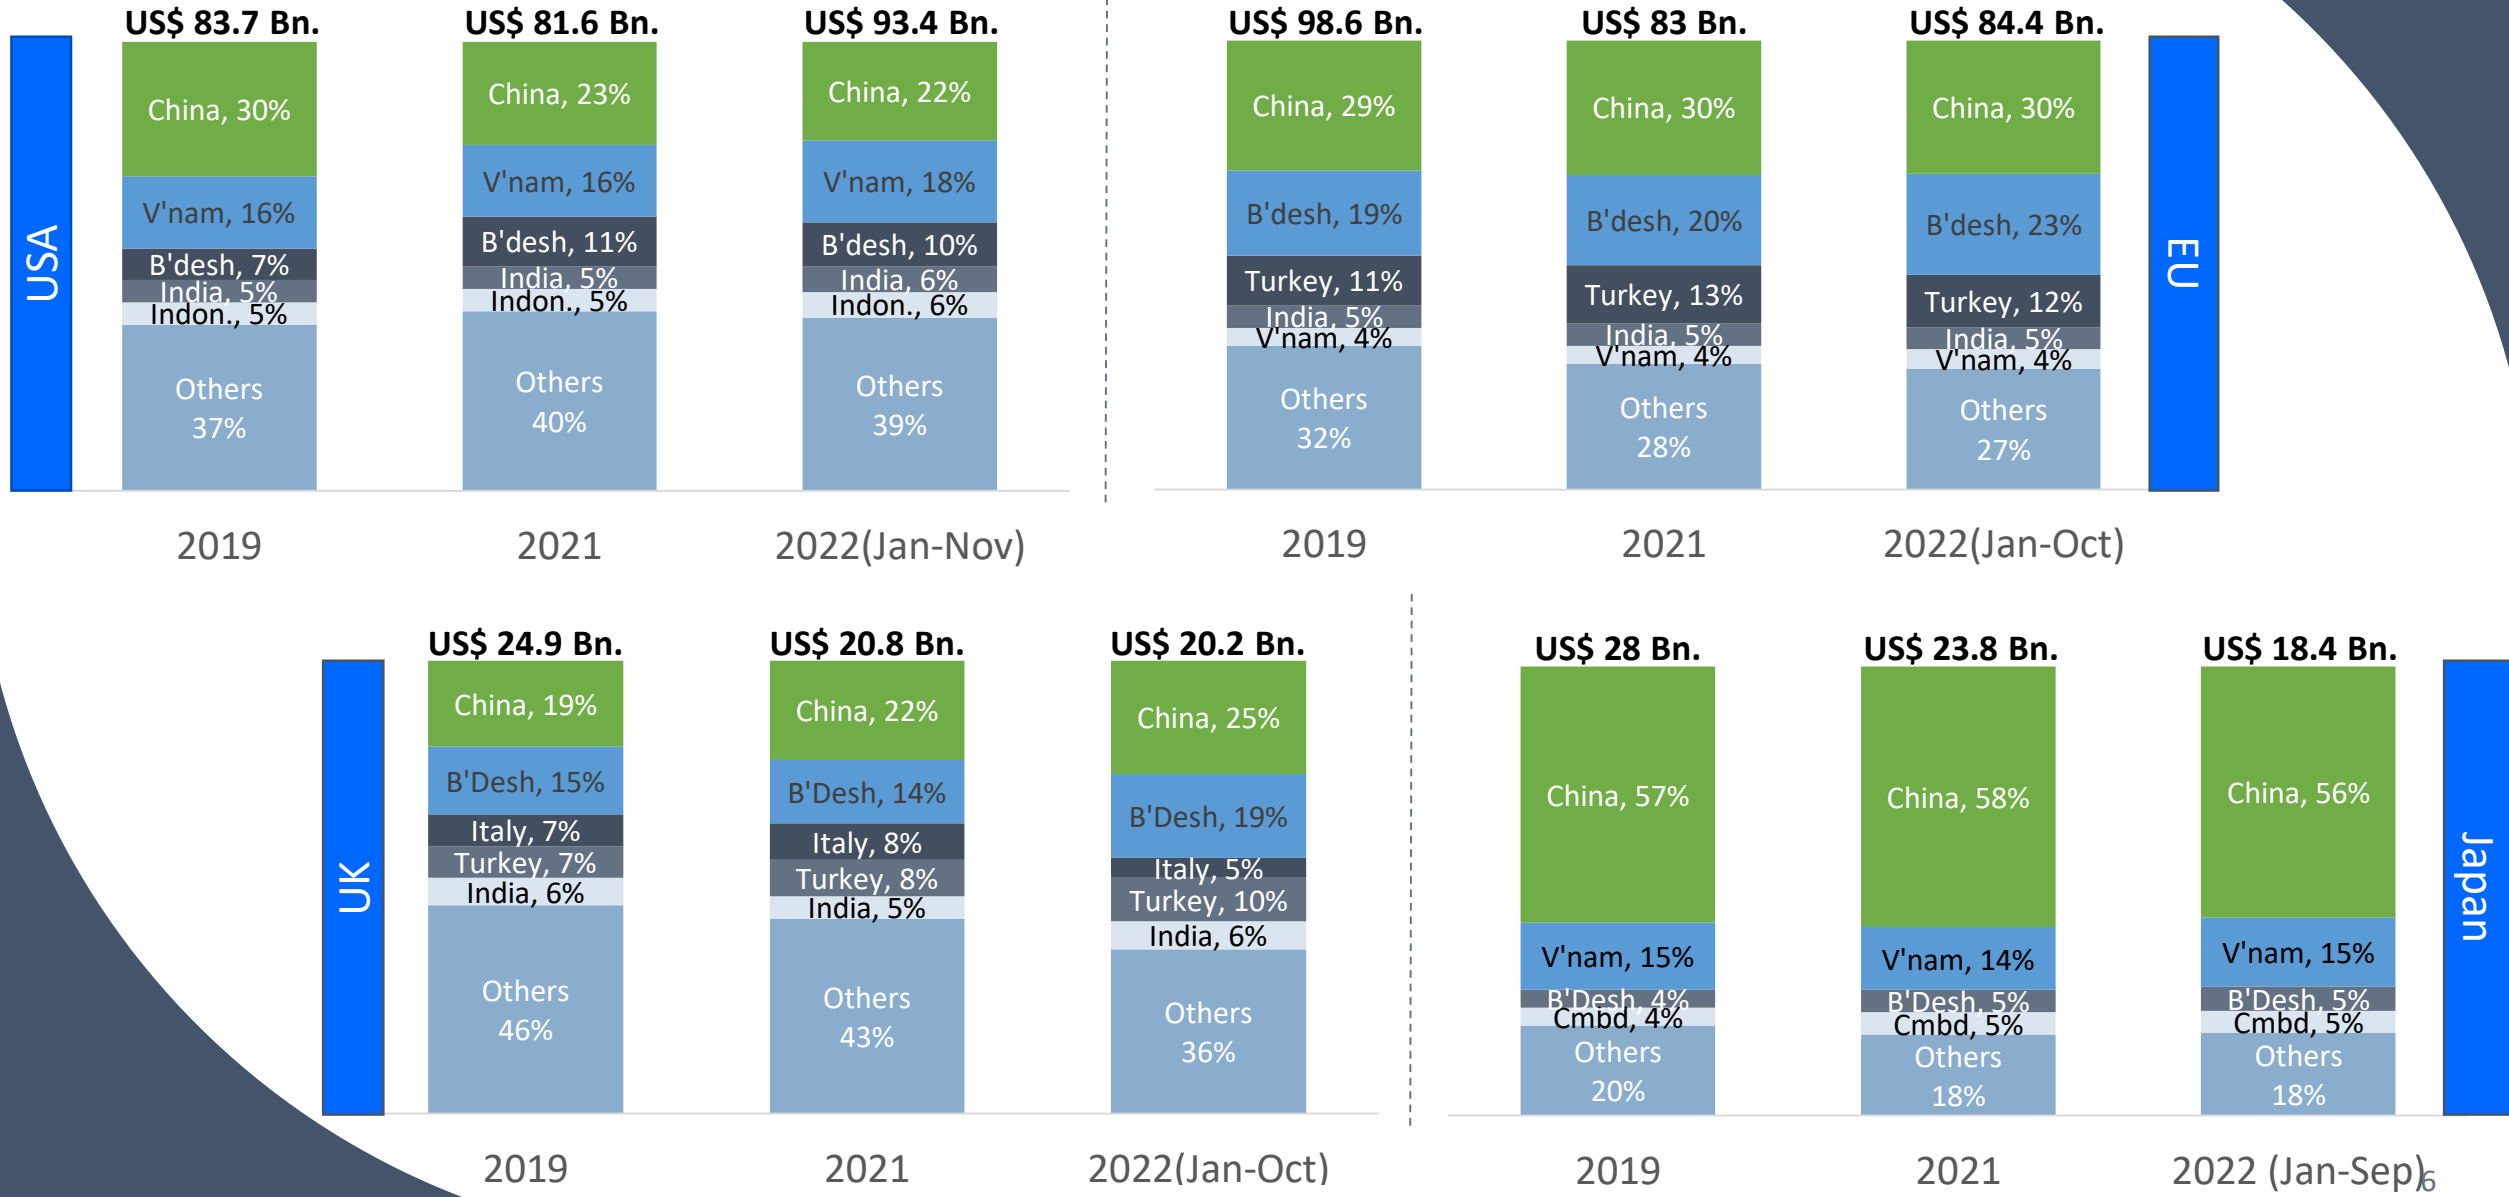 USA
US$ 83.7 Bn.
China, 30%
V'nam, 16%
B'desh, 7%
India, 5%
Indon., 5%
Others
37%
2019
US$ 81.6 Bn.
China, 23%
V'nam, 16%
B'desh, 11%
India, 5%
Indon., 5%
Others
40%
2021
US$ 93.4 Bn.
China, 22%
V'nam, 18%
B'desh, 10%
India, 6%
Indon., 6%
Others
39%
2022(Jan-Nov)
US$ 98.6 Bn.
China, 29%
B'desh, 19%
Turkey, 11%
India, 5%
V'nam, 4%
Others
32%
2019
US$ 83 Bn.
China, 30%
B'desh, 20%
Turkey, 13%
India, 5%
V'nam, 4%
Others
28%
2021
US$ 84.4 Bn.
China, 30%
B'desh, 23%
Turkey, 12%
India, 5%
V'nam, 4%
Others
27%
2022(Jan-Oct)
EU
UK
US$ 24.9 Bn.
China, 19%
B'Desh, 15%
Italy, 7%
Turkey, 7%
India, 6%
Others
46%
2019
US$ 20.8 Bn.
China, 22%
B'Desh, 14%
Italy, 8%
Turkey, 8%
India, 5%
Others
43%
2021
US$ 20.2 Bn.
China, 25%
B'Desh, 19%
Italy, 5%
Turkey, 10%
India, 6%
Others
36%
2022(Jan-Oct)
US$ 28 Bn.
China, 57%
V'nam, 15%
B'Desh, 4%
Cmbd, 4%
Others
20%
2019
US$ 23.8 Bn.
China, 58%
V'nam, 14%
B'Desh, 5%
Cmbd, 5%
Others
18%
2021
US$ 18.4 Bn.
China, 56%
V'nam, 15%
B'Desh, 5%
Cmbd, 5%
Others
18%
2022 (Jan-Sep)
Japan
6